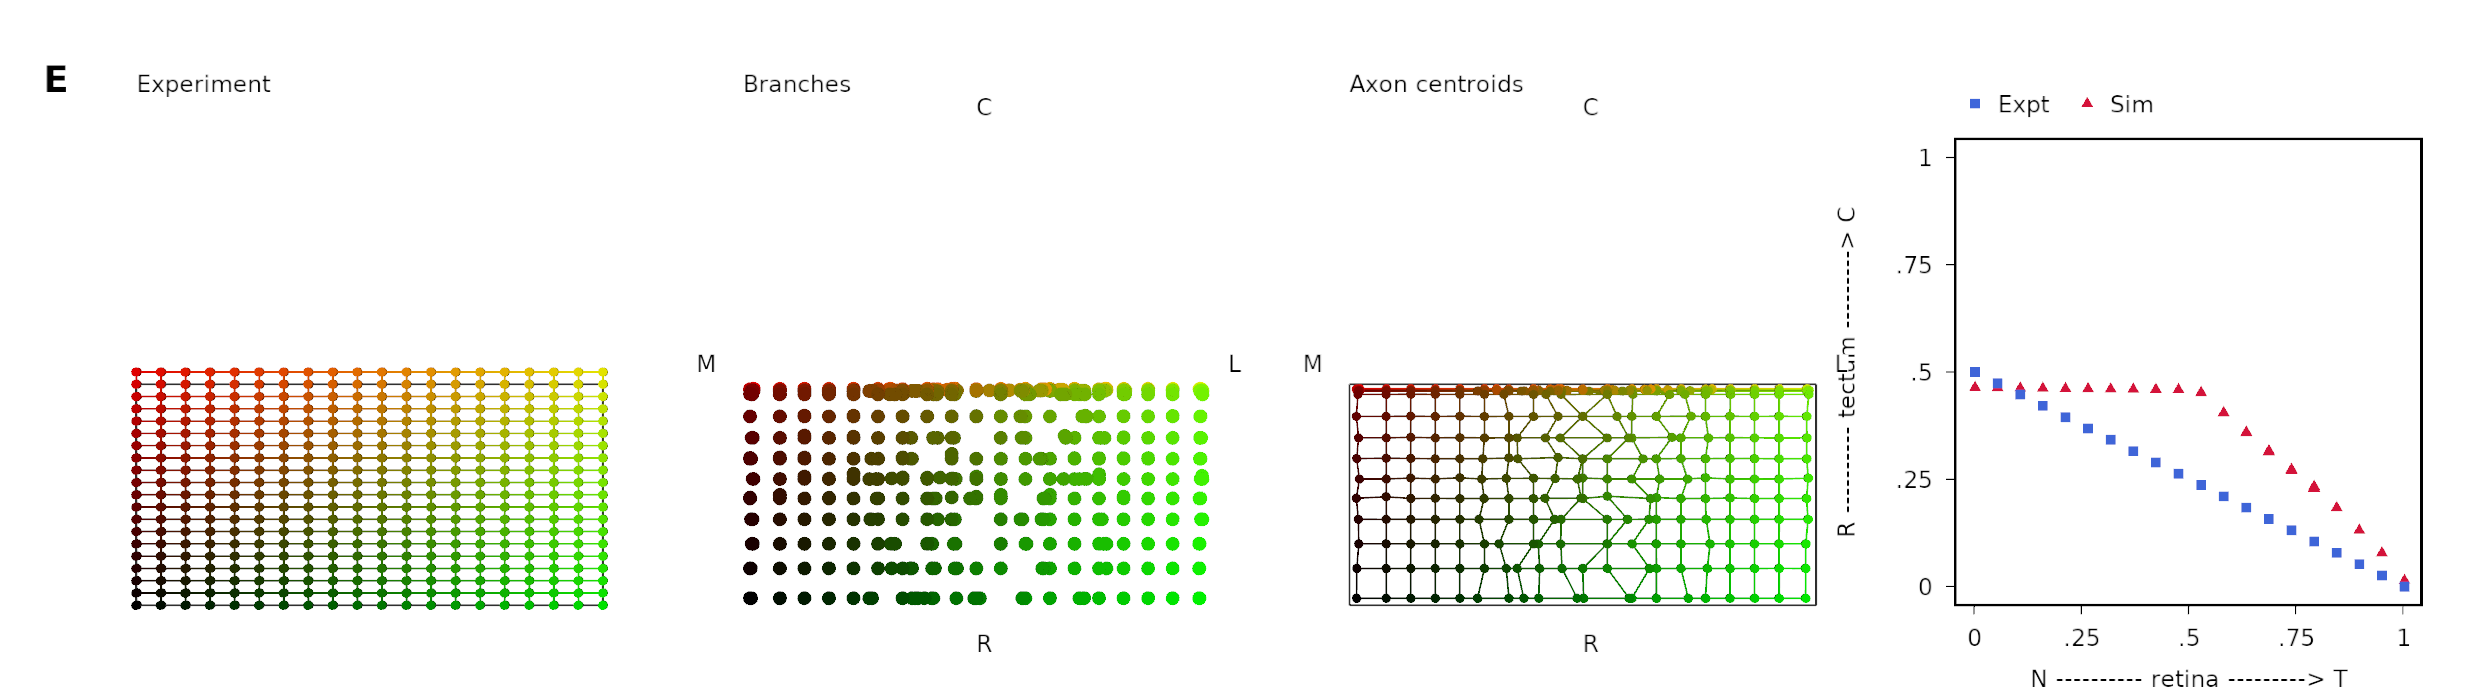 E
Experiment
Branches
Axon centroids
C
C
Expt
Sim
M
L
M
L
R
R
R ---------- tectum ----------> C
1
.75
.5
.25
0
0
.25
.5
.75
1
N ---------- retina ---------> T